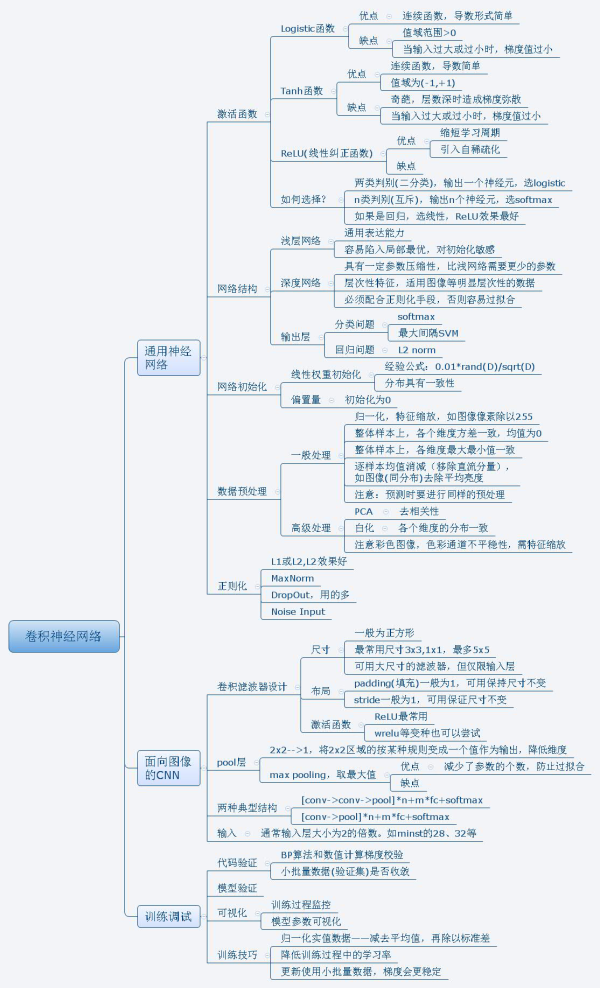 卷积神经网络
通用神经
网络
激活函数
Logistic函数
优点
连续函数，导数形式简单
缺点
值域范围>0
当输入过大或过小时，梯度值过小
Tanh函数
优点
连续函数，导数简单
值域为(-1,+1)
缺点
奇葩，层数深时造成梯度弥散
当输入过大或过小时，梯度值过小
ReLU(线性纠正函数)
优点
缩短学习周期
引入自稀疏化
缺点
如何选择？
两类判别(二分类)，输出一个神经元，选logistic
n类判别(互斥)，输出n个神经元，选softmax
如果是回归，选线性，ReLU效果最好
网络结构
浅层网络
通用表达能力
容易陷入局部最优，对初始化敏感
深度网络
具有一定参数压缩性，比浅网络需要更少的参数
层次性特征，适用图像等明显层次性的数据
必须配合正则化手段，否则容易过拟合
输出层
分类问题
softmax
最大间隔SVM
回归问题
L2 norm
网络初始化
线性权重初始化
经验公式：0.01*rand(D)/sqrt(D)
分布具有一致性
偏置量
初始化为0
数据预处理
一般处理
归一化，特征缩放，如图像像素除以255
整体样本上，各个维度方差一致，均值为0
整体样本上，各维度最大最小值一致
逐样本均值消减（移除直流分量），
如图像(同分布)去除平均亮度
注意：预测时要进行同样的预处理
高级处理
PCA
去相关性
白化
各个维度的分布一致
注意彩色图像，色彩通道不平稳性，需特征缩放
正则化
L1或L2,L2效果好
MaxNorm
DropOut，用的多
Noise Input
面向图像
的CNN
卷积滤波器设计
尺寸
一般为正方形
最常用尺寸3x3,1x1，最多5x5
可用大尺寸的滤波器，但仅限输入层
布局
padding(填充)一般为1，可用保持尺寸不变
stride一般为1，可用保证尺寸不变
激活函数
ReLU最常用
wrelu等变种也可以尝试
pool层
2x2-->1，将2x2区域的按某种规则变成一个值作为输出，降低维度
max pooling，取最大值
优点
减少了参数的个数，防止过拟合
缺点
两种典型结构
[conv->conv->pool]*n+m*fc+softmax
[conv->pool]*n+m*fc+softmax
输入
通常输入层大小为2的倍数。如minst的28、32等
训练调试
代码验证
BP算法和数值计算梯度校验
小批量数据(验证集)是否收敛
模型验证
可视化
训练过程监控
模型参数可视化
训练技巧
归一化实值数据——减去平均值，再除以标准差
降低训练过程中的学习率
更新使用小批量数据，梯度会更稳定